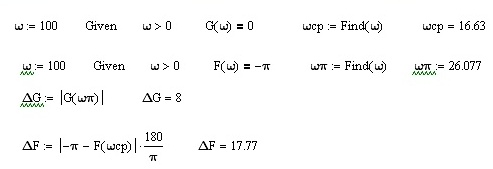 ω := 100 Given ω > 0 G(ω) = 0 ωcp := Find(ω) ωcp = 16.63
ω := 100 Given ω > 0 F(ω) = −π ωπ := Find(ω) ωπ := 26.077
ΔG := |G(ωπ)| ΔG = 8
ΔF := |−π − F(ωcp)|·180/π ΔF = 17.77